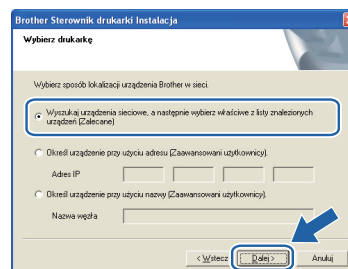 Brother Sterownik drukarki Instalacja
Wybierz drukarkę
Wybierz sposób lokalizacji urządzenia Brother w sieci.
Wyszukaj urządzenia sieciowe, a następnie wybierz właściwe z listy znalezionych
urządzeń (Zalecane)
Określ urządzenie przy użyciu adresu (Zaawansowani użytkownicy).
Adres IP
Określ urządzenie przy użyciu nazwy (Zaawansowani użytkownicy).
Nazwa węzła
< Wstecz Dalej > Anuluj